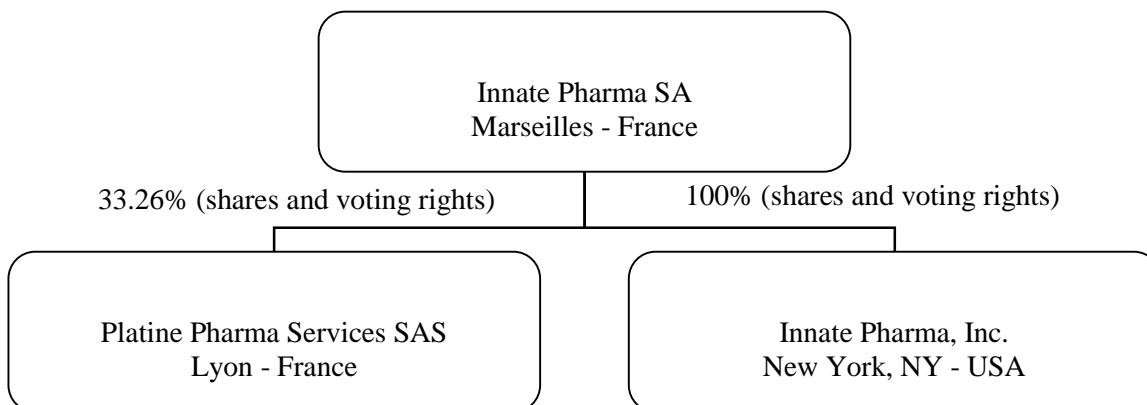 Innate Pharma SA
Marseilles - France
33.26% (shares and voting rights)
100% (shares and voting rights)
Platine Pharma Services SAS
Lyon - France
Innate Pharma, Inc.
New York, NY - USA